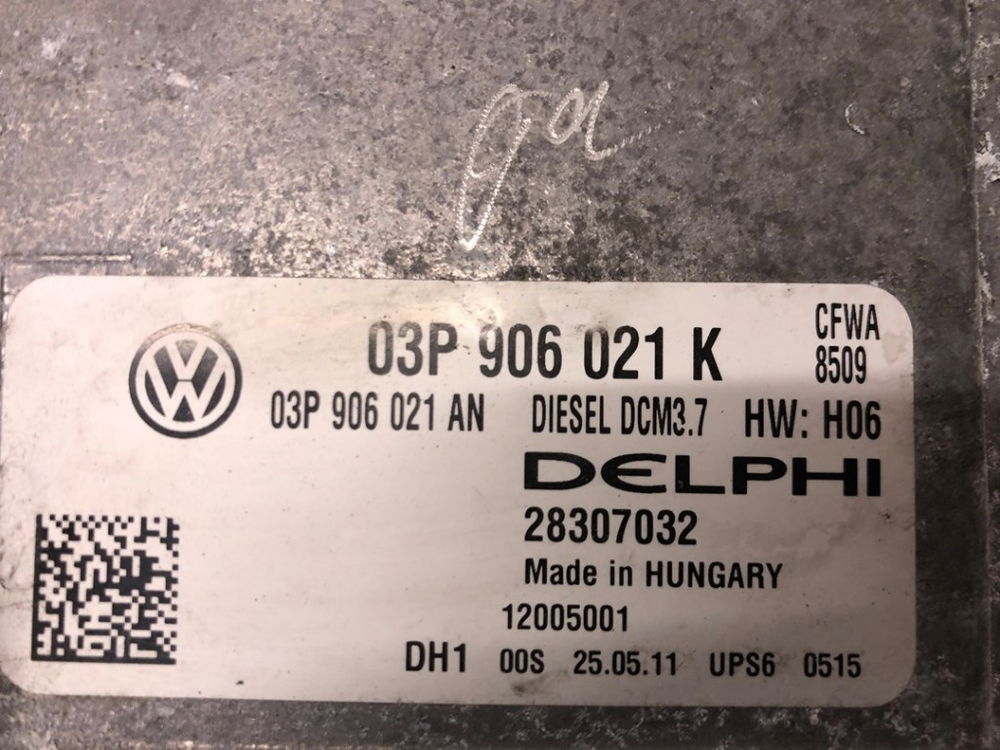 CFWA
03P 906 021 K 8509
03P 906 021 AN DIESEL DCM3.7 HW: H06
DELPHI
28307032
Made in HUNGARY
12005001
DH1 00S 25.05.11 UPS6 0515